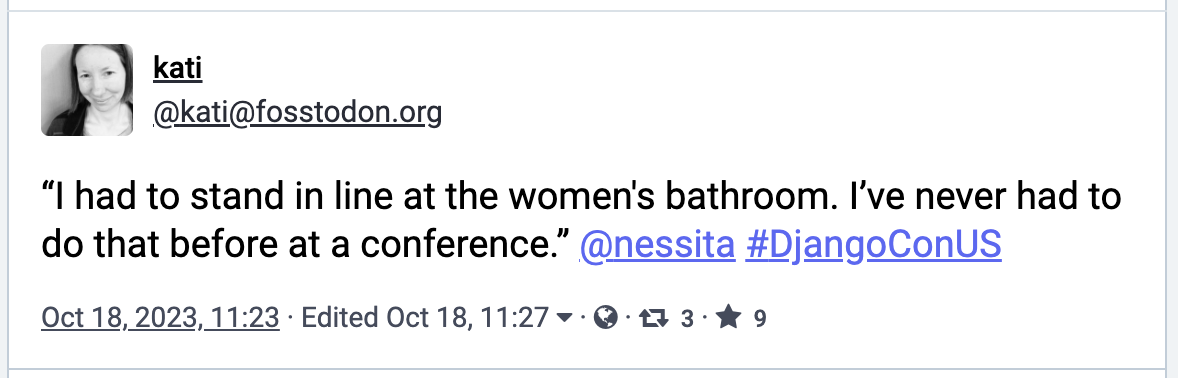 kati
@kati@fosstodon.org
“I had to stand in line at the women's bathroom. I’ve never had to
do that before at a conference.” @nessita #DjangoConUS
Oct 18, 2023, 11:23 · Edited Oct 18, 11:27 · · 3 · 9